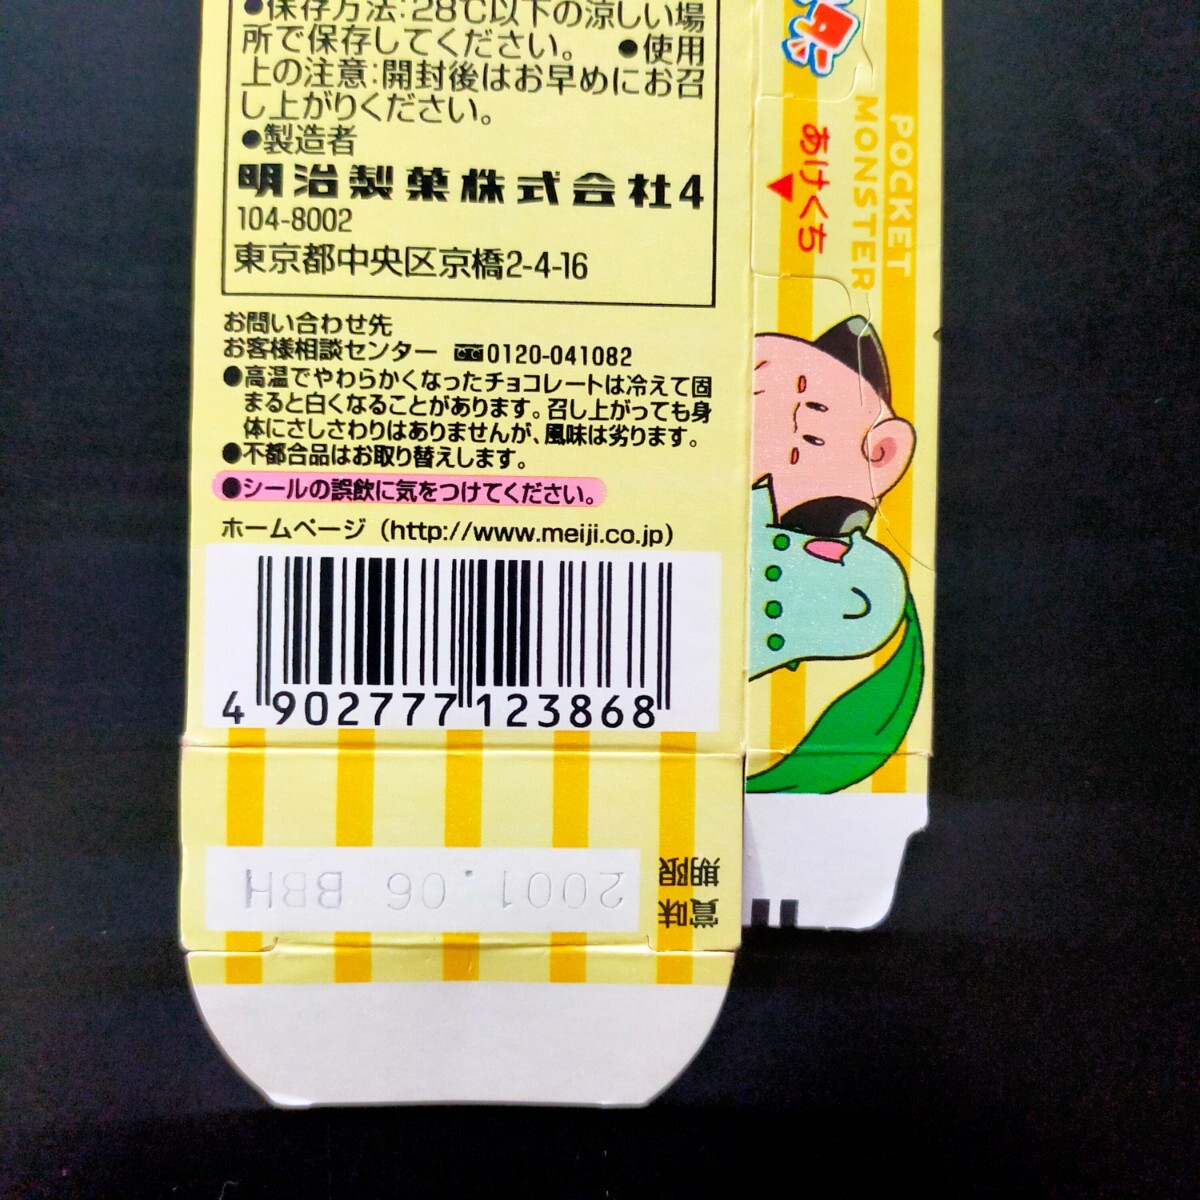 ●保存方法:28℃以下の涼しい場
所で保存してください。 ●使用
上の注意:開封後はお早めにお召
し上がりください。
●製造者
明治製菓株式会社4
104-8002
東京都中央区京橋2-4-16
お問い合わせ先
お客様相談センター 0120-041082
●高温でやわらかくなったチョコレートは冷えて固
まると白くなることがあります。召し上がっても身
体にさしさわりはありませんが、風味は劣ります。
●不都合品はお取り替えします。
●シールの誤飲に気をつけてください。
ホームページ（http://www.meiji.co.jp）
4 902777 123868
賞味
期限
2001.06 BBH
POCKET
MONSTER
あけくち